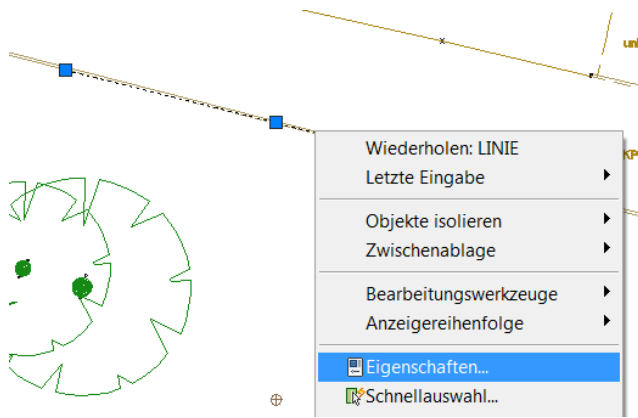 Wiederholen: LINIE
Letzte Eingabe
Objekte isolieren
Zwischenablage
Bearbeitungswerkzeuge
Anzeigereihenfolge
Eigenschaften...
Schnellauswahl...